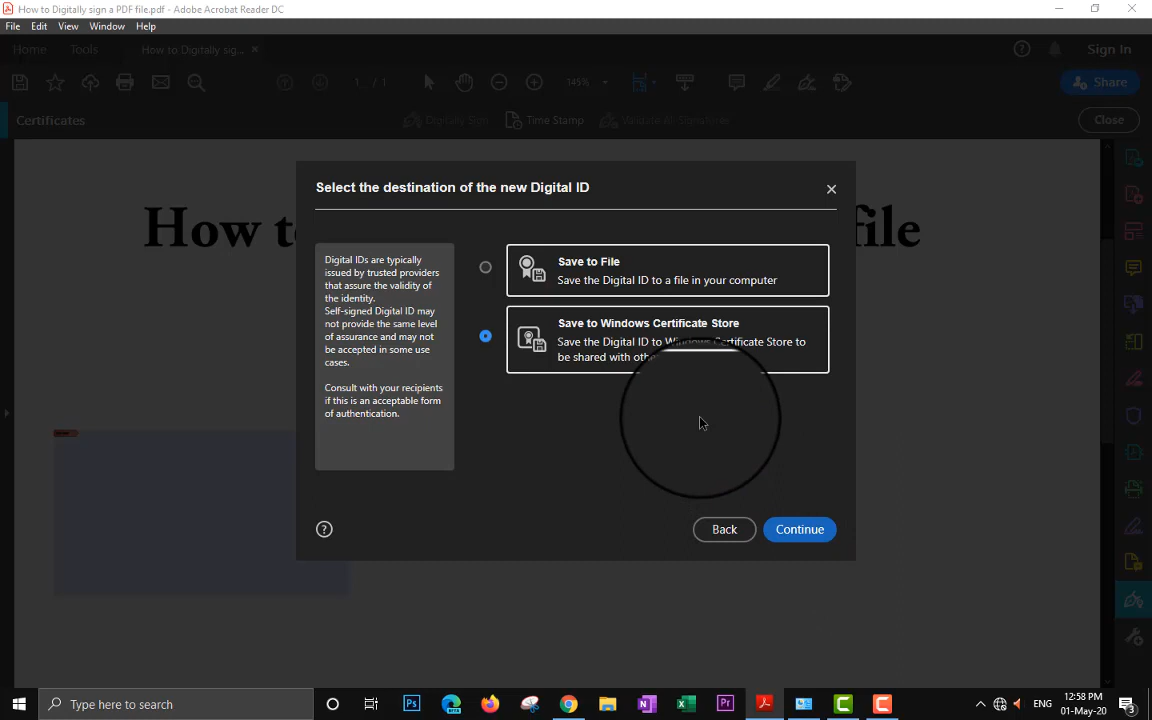 How to Digitally sign a PDF file.pdf - Adobe Acrobat Reader DC
File Edit View Window Help
Home Tools How to Digitally sig... ×
Sign In
1 / 1
145%
Share
Certificates
Digitally Sign
Time Stamp
Validate All Signatures
Close
How to
file
Select the destination of the new Digital ID
Digital IDs are typically
issued by trusted providers
that assure the validity of
the identity.
Self-signed Digital ID may
not provide the same level
of assurance and may not
be accepted in some use
cases.
Consult with your recipients
if this is an acceptable form
of authentication.
Save to File
Save the Digital ID to a file in your computer
Save to Windows Certificate Store
Save the Digital ID to Windows Certificate Store to
be shared with
Back
Continue
Type here to search
Ps
Pr
ENG
12:58 PM
01-May-20
3